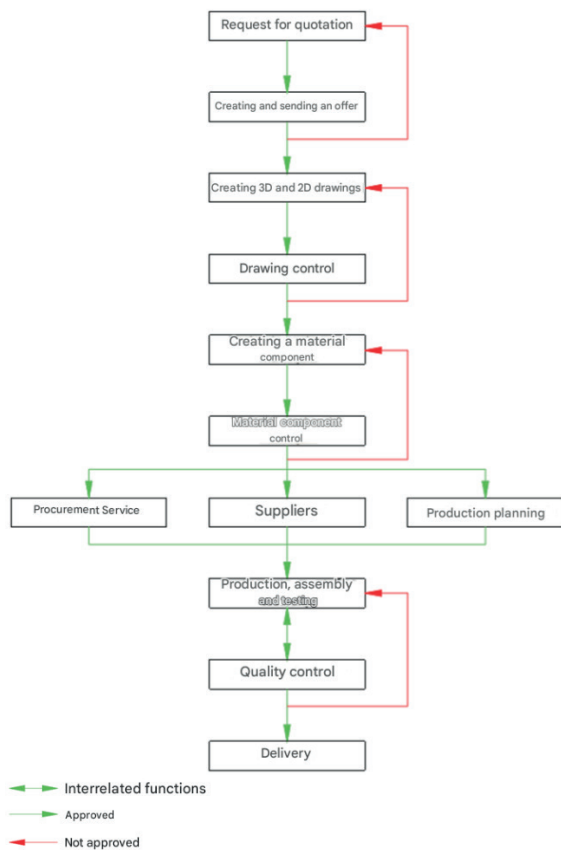 Request for quotation
Creating and sending an offer
Creating 3D and 2D drawings
Drawing control
Creating a material
component
Material component
control
Procurement Service
Suppliers
Production planning
Production, assembly
and testing
Quality control
Delivery
Interrelated functions
Approved
Not approved